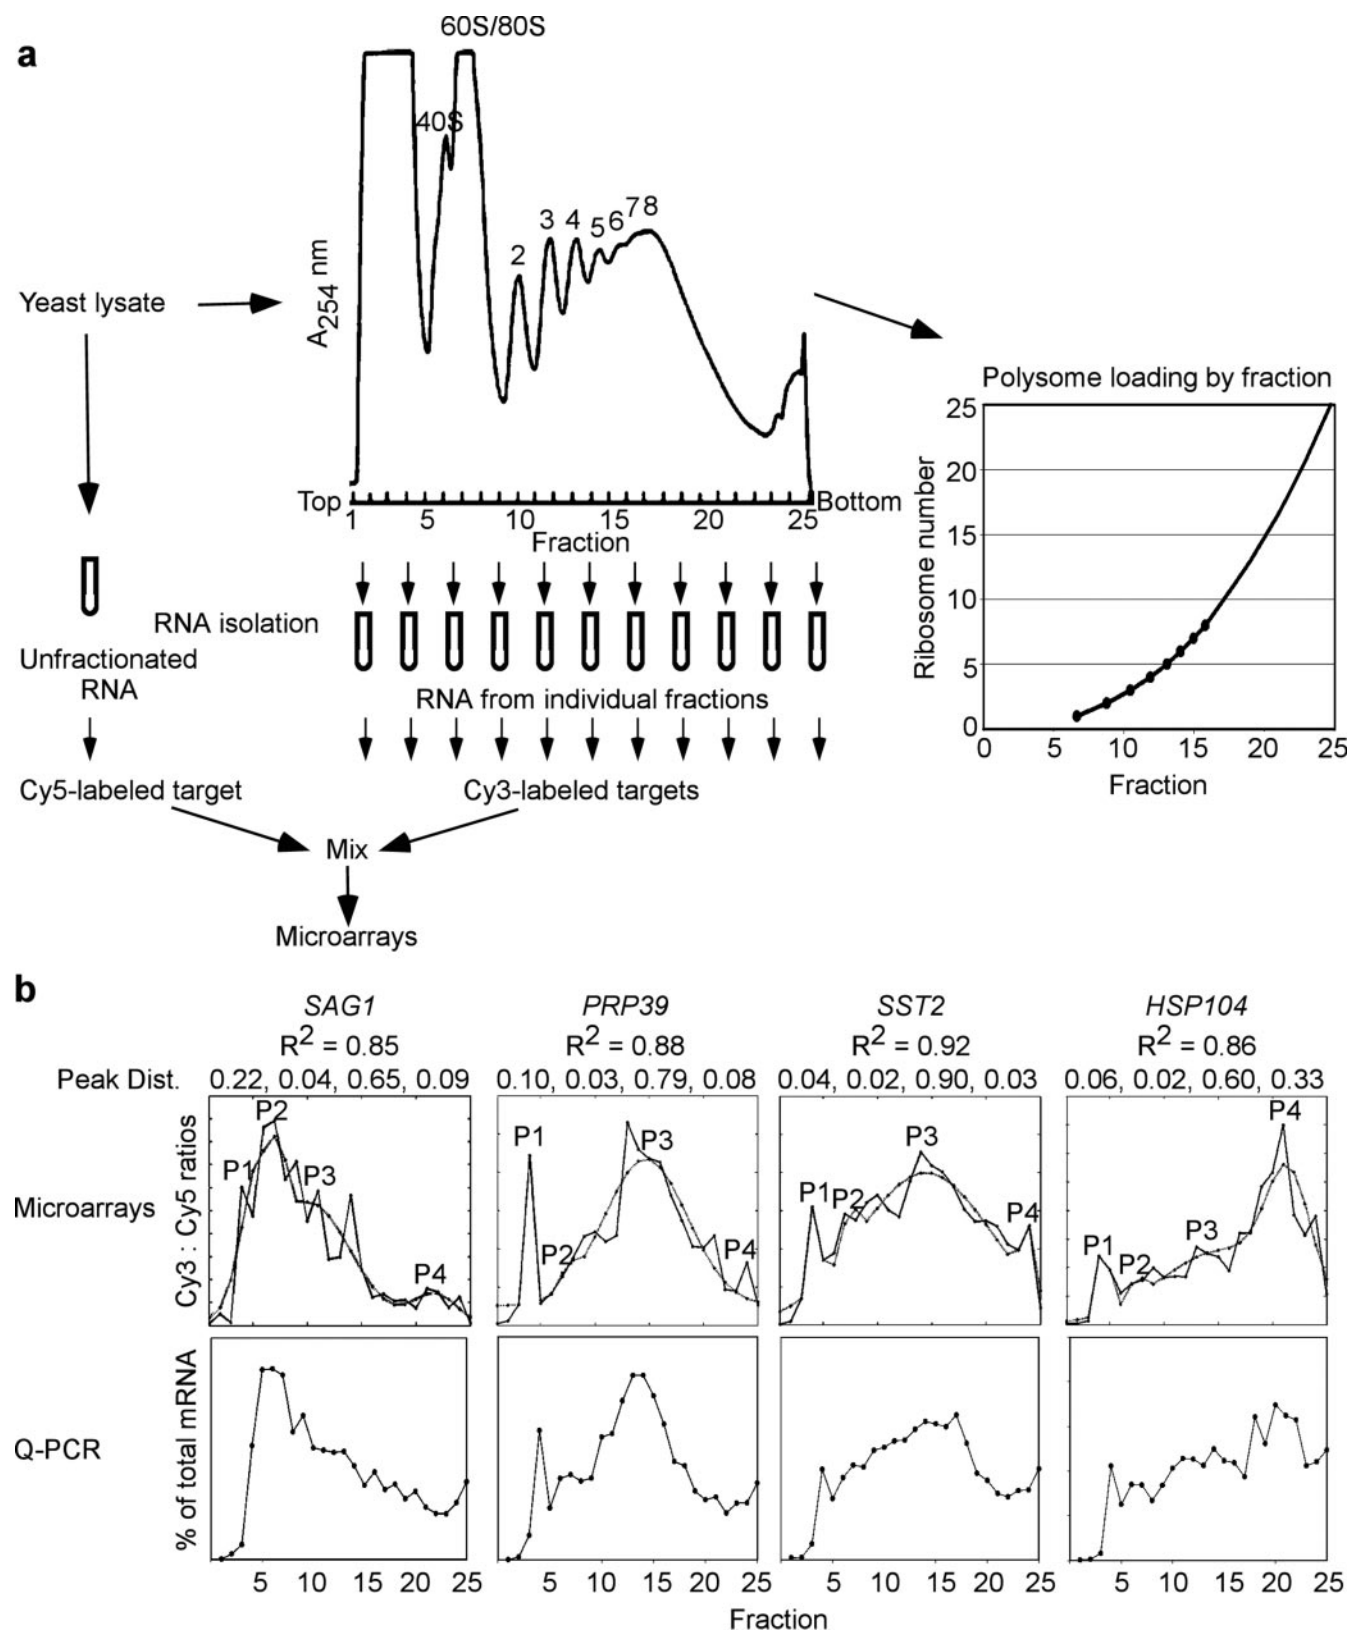 a
60S/80S
40S
2
3
4
5
6
7
8
A254 nm
Yeast lysate
Top
Bottom
1
5
10
15
20
25
Fraction
Polysome loading by fraction
Ribosome number
25
20
15
10
5
0
0
5
10
15
20
25
Fraction
RNA isolation
Unfractionated
RNA
RNA from individual fractions
Cy5-labeled target
Cy3-labeled targets
Mix
Microarrays
b
SAG1
PRP39
SST2
HSP104
R2 = 0.85
R2 = 0.88
R2 = 0.92
R2 = 0.86
Peak Dist.
0.22, 0.04, 0.65, 0.09
0.10, 0.03, 0.79, 0.08
0.04, 0.02, 0.90, 0.03
0.06, 0.02, 0.60, 0.33
Microarrays
Cy3 : Cy5 ratios
P1
P2
P3
P4
P1
P2
P3
P4
P1
P2
P3
P4
P1
P2
P3
P4
Q-PCR
% of total mRNA
5 10 15 20 25
5 10 15 20 25
5 10 15 20 25
5 10 15 20 25
Fraction